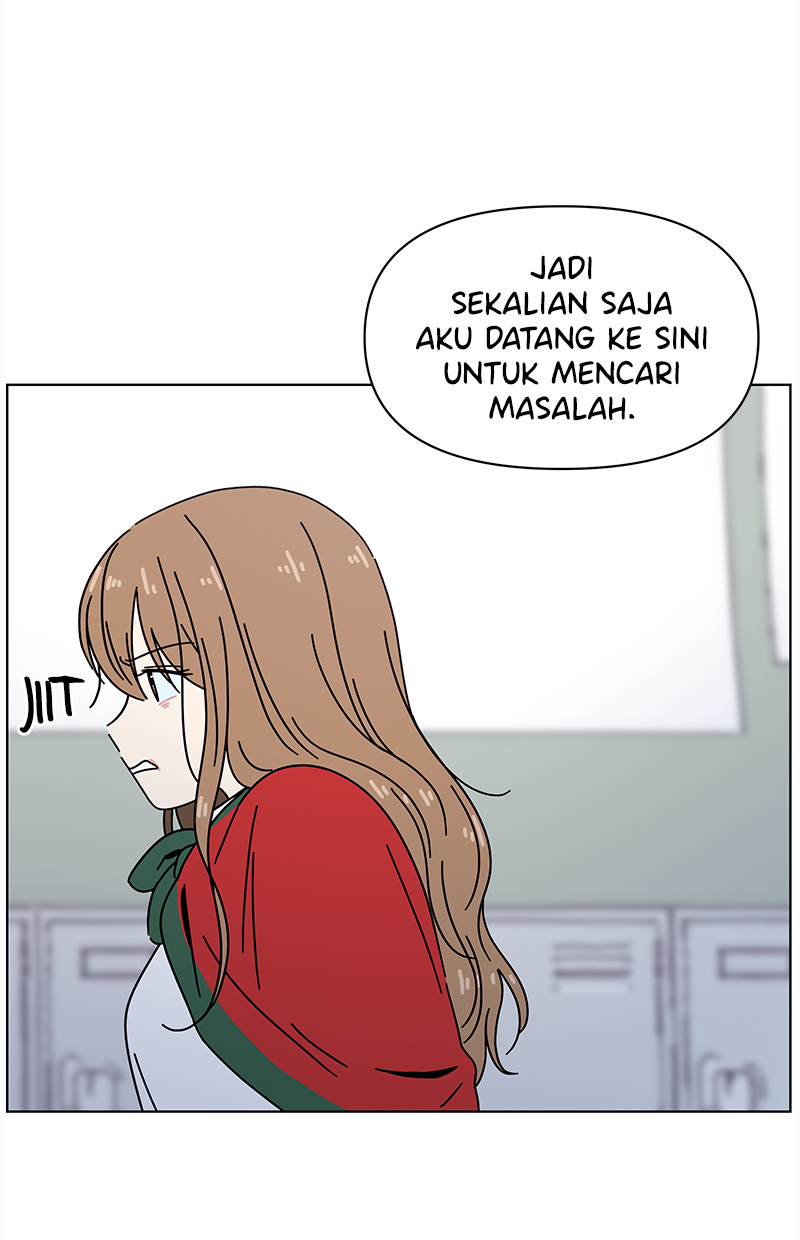 JADI
SEKALIAN SAJA
AKU DATANG KE SINI
UNTUK MENCARI
MASALAH.
JIIT